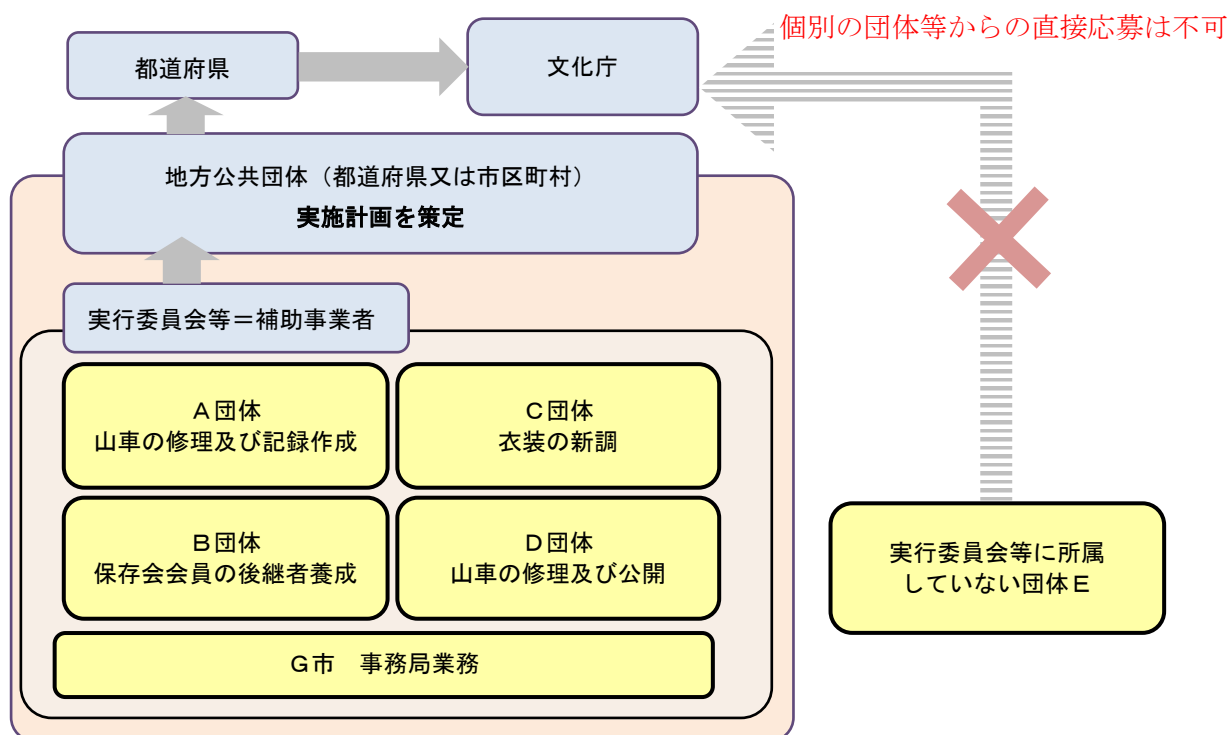 個別の団体等からの直接応募は不可
都道府県
文化庁
地方公共団体（都道府県又は市区町村）
実施計画を策定
実行委員会等＝補助事業者
Ａ団体
山車の修理及び記録作成
Ｃ団体
衣装の新調
Ｂ団体
保存会会員の後継者養成
Ｄ団体
山車の修理及び公開
実行委員会等に所属
していない団体Ｅ
Ｇ市　事務局業務